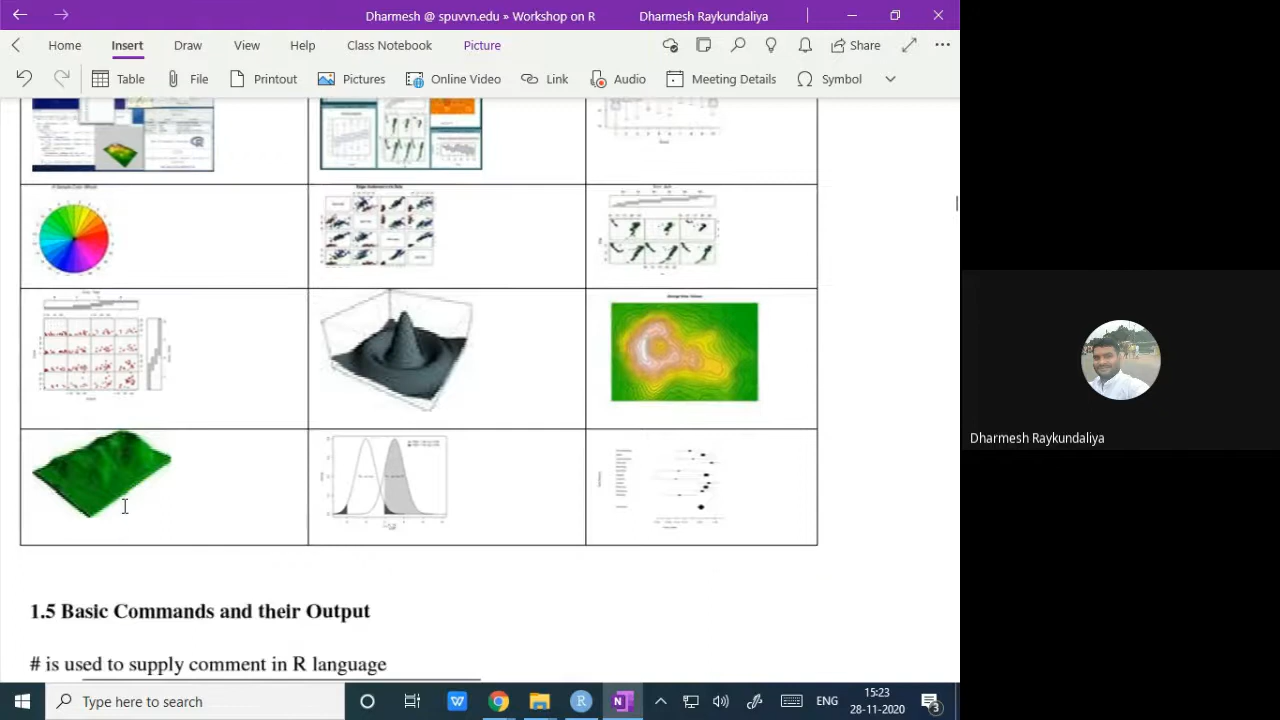 Dharmesh @ spuvvn.edu » Workshop on R
Dharmesh Raykundaliya
Home Insert Draw View Help Class Notebook Picture
Share
Table File Printout Pictures Online Video Link Audio Meeting Details Symbol
1.5 Basic Commands and their Output
# is used to supply comment in R language
Dharmesh Raykundaliya
Type here to search
ENG
15:23
28-11-2020
3